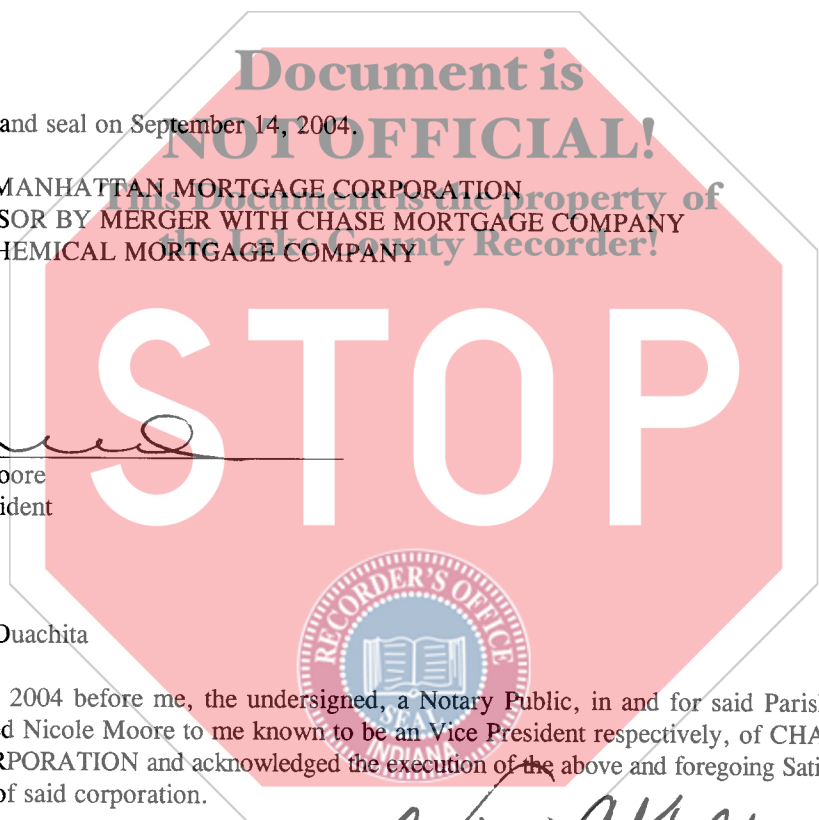 Document is
and seal on September 14, 2004.
NOT OFFICIAL!
MANHATTAN MORTGAGE CORPORATION
This Document is the property of
SOR BY MERGER WITH CHASE MORTGAGE COMPANY
the Lake County Recorder!
HEMICAL MORTGAGE COMPANY
STOP
oore
ident
RECORDER'S OFFICE
Ouachita
SEAL
INDIANA
2004 before me, the undersigned, a Notary Public, in and for said Paris
d Nicole Moore to me known to be an Vice President respectively, of CHA
RPORATION and acknowledged the execution of the above and foregoing Sati
of said corporation.